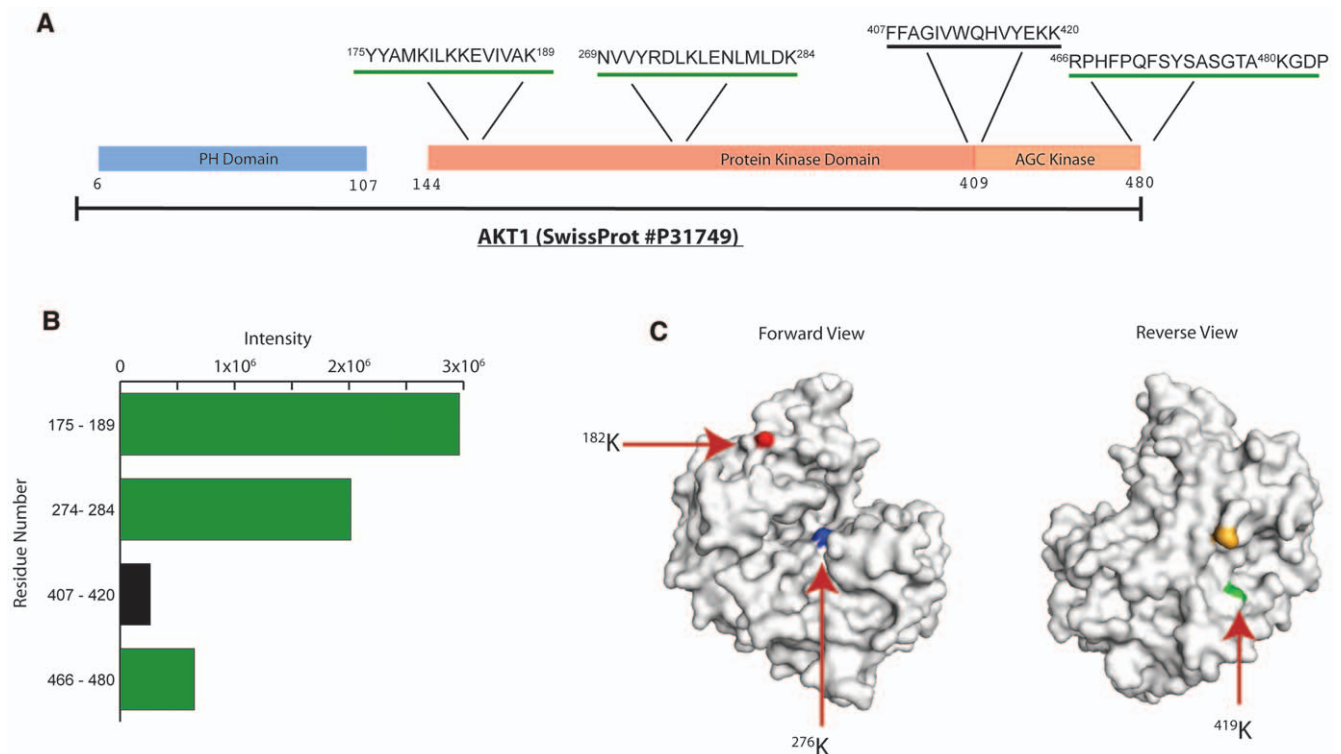 A
¹⁷⁵YYAMKILKKEVIVAK¹⁸⁹
²⁶⁹NVVYRDLKLENLMLDK²⁸⁴
⁴⁰⁷FFAGIVWQHVYEKK⁴²⁰
⁴⁶⁶RPHFPQFSYSASGTA⁴⁸⁰KGDP
PH Domain
Protein Kinase Domain
AGC Kinase
6
107
144
409
480
AKT1 (SwissProt #P31749)
B
Intensity
0
1x10⁶
2x10⁶
3x10⁶
Residue Number
175 - 189
274- 284
407 - 420
466 - 480
C
Forward View
Reverse View
¹⁸²K
²⁷⁶K
⁴¹⁹K